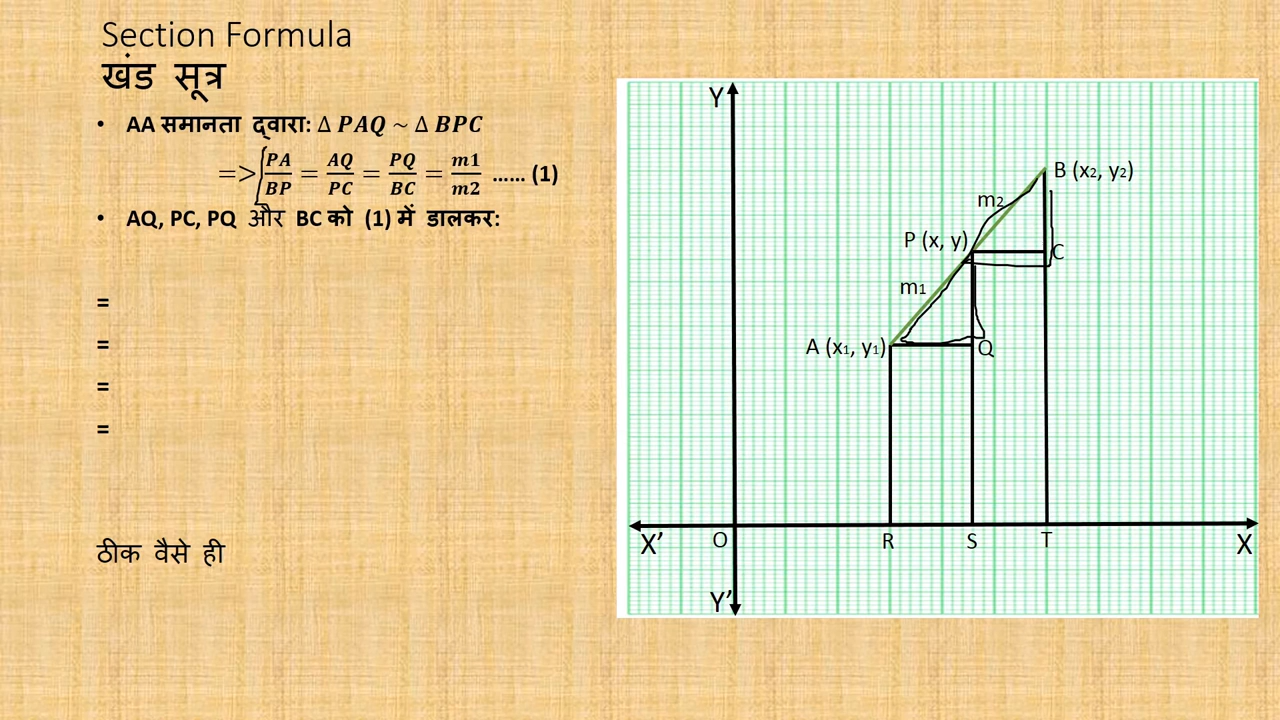 Section Formula
खंड सूत्र
• AA समानता द्वारा: Δ PAQ ~ Δ BPC
=> PA/BP = AQ/PC = PQ/BC = m1/m2 ...... (1)
• AQ, PC, PQ और BC को (1) में डालकर:
=
=
=
=
ठीक वैसे ही
Y
B (x₂, y₂)
m₂
P (x, y)
C
m₁
A (x₁, y₁)
Q
X’
O
R
S
T
X
Y’